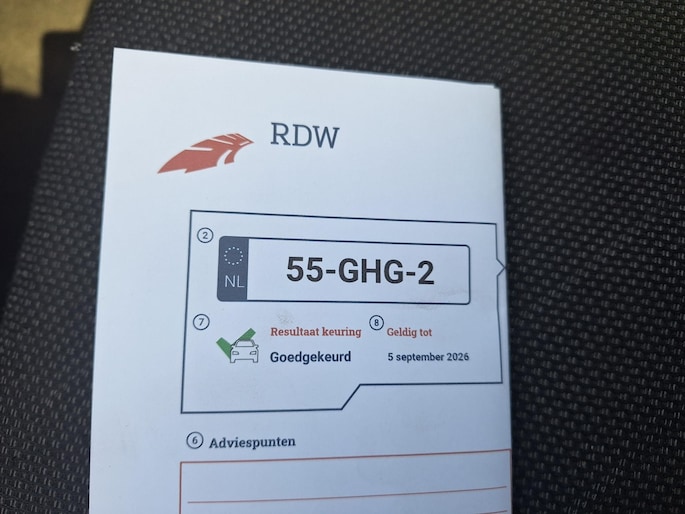 RDW
2
NL
55-GHG-2
7
Resultaat keuring
8
Geldig tot
Goedgekeurd
5 september 2026
6 Adviespunten